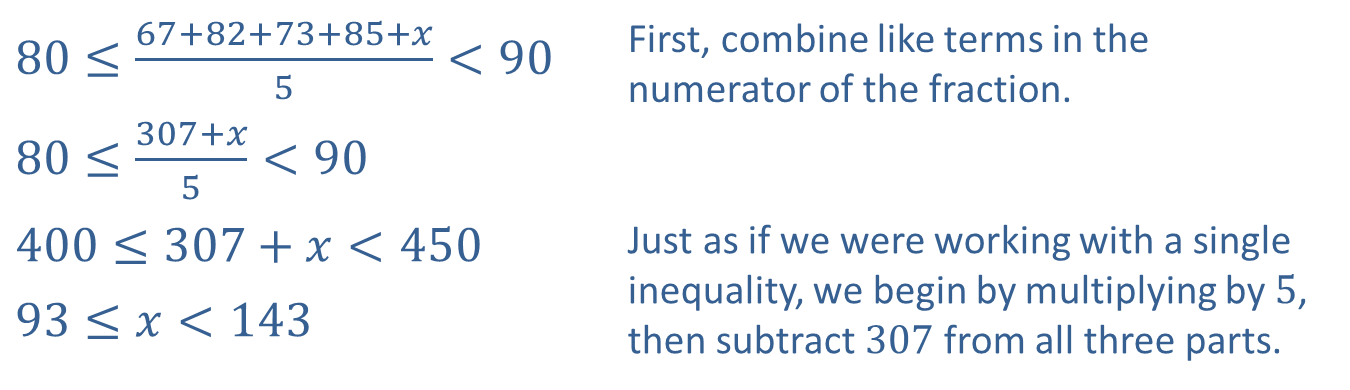 80 ≤ (67+82+73+85+x)/5 < 90
First, combine like terms in the
numerator of the fraction.
80 ≤ (307+x)/5 < 90
400 ≤ 307 + x < 450
93 ≤ x < 143
Just as if we were working with a single
inequality, we begin by multiplying by 5,
then subtract 307 from all three parts.